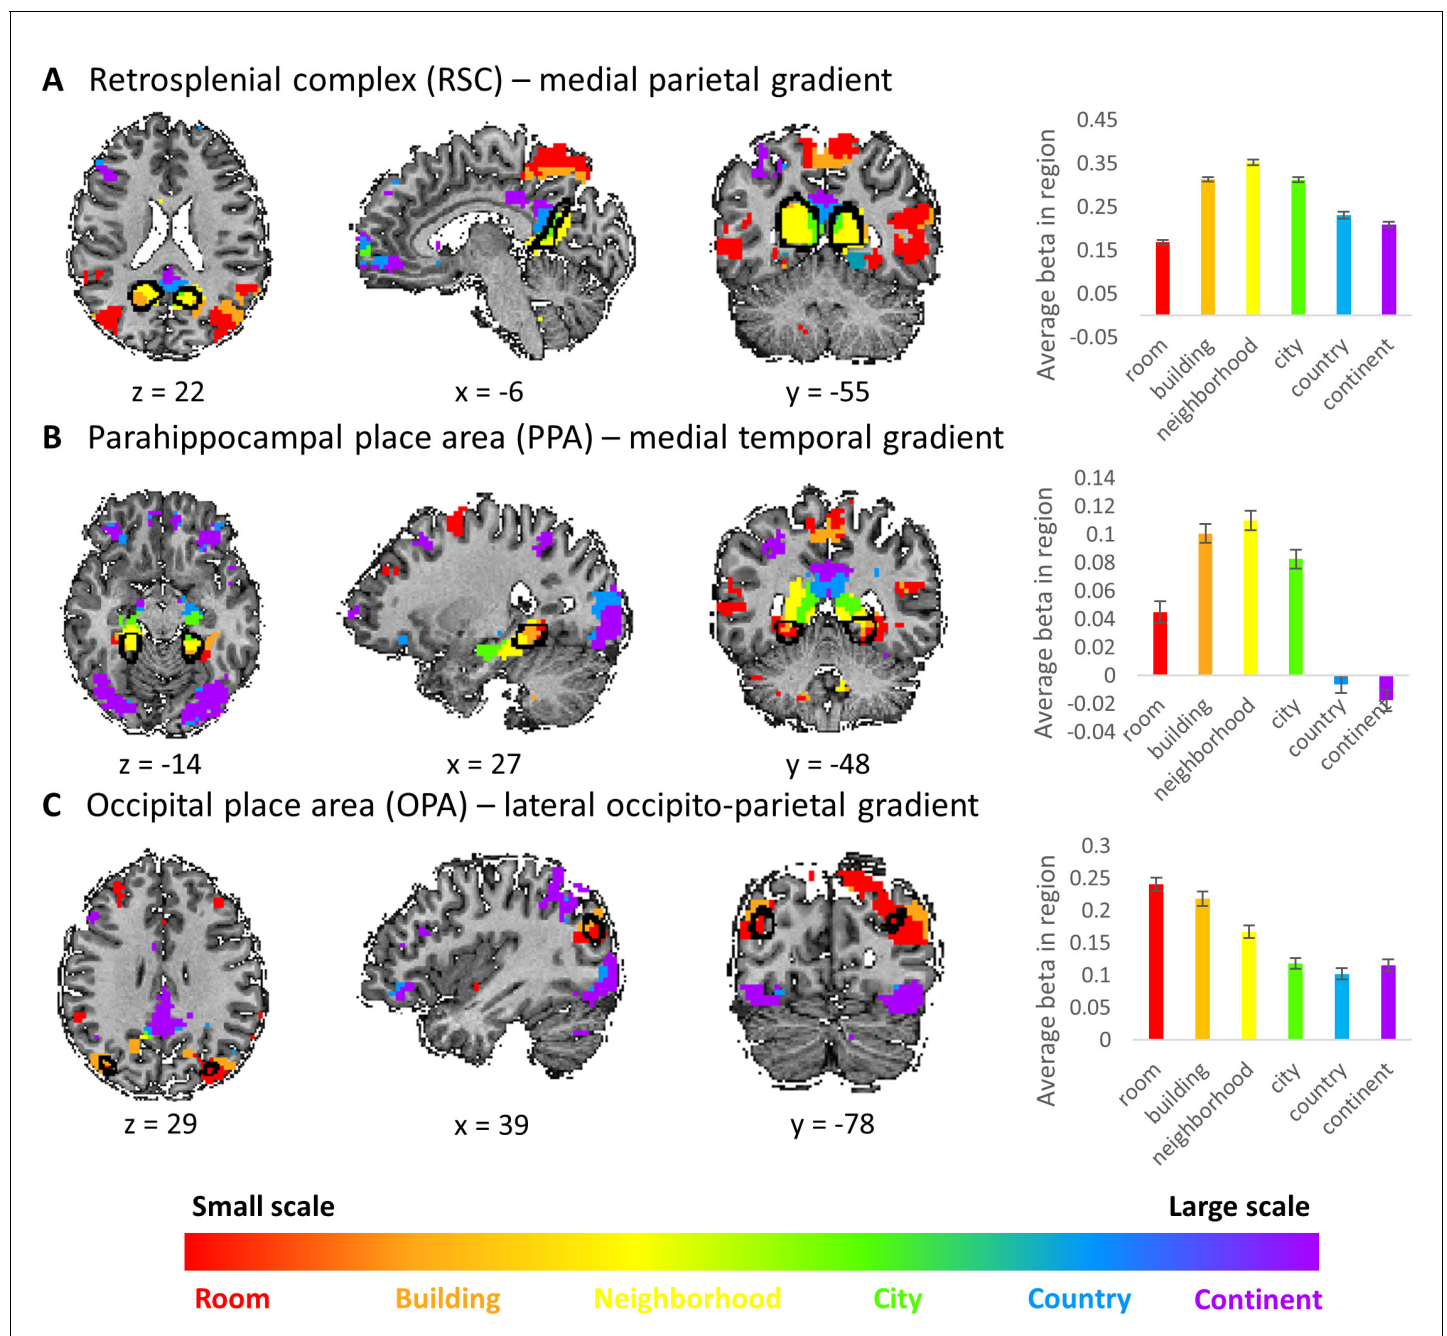 A Retrosplenial complex (RSC) – medial parietal gradient
z = 22
x = -6
y = -55
Average beta in region
0.45
0.35
0.25
0.15
0.05
-0.05
room
building
neighborhood
city
country
continent
B Parahippocampal place area (PPA) – medial temporal gradient
z = -14
x = 27
y = -48
Average beta in region
0.14
0.12
0.1
0.08
0.06
0.04
0.02
0
-0.02
-0.04
room
building
neighborhood
city
country
continent
C Occipital place area (OPA) – lateral occipito-parietal gradient
z = 29
x = 39
y = -78
Average beta in region
0.3
0.25
0.2
0.15
0.1
0.05
0
room
building
neighborhood
city
country
continent
Small scale Large scale
Room Building Neighborhood City Country Continent